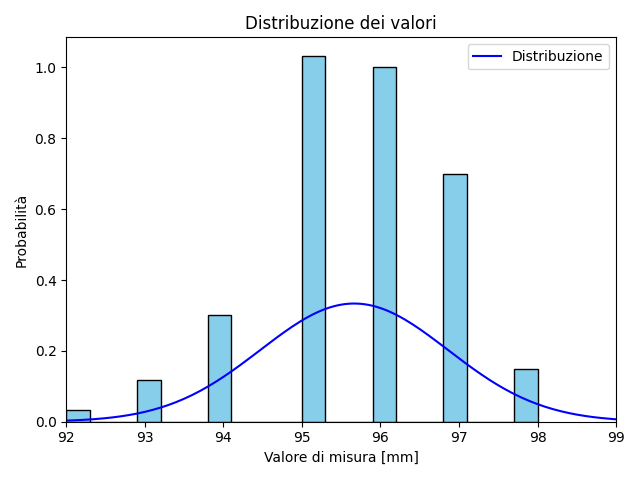 Distribuzione dei valori
Distribuzione
Probabilità
1.0
0.8
0.6
0.4
0.2
0.0
92 93 94 95 96 97 98 99
Valore di misura [mm]